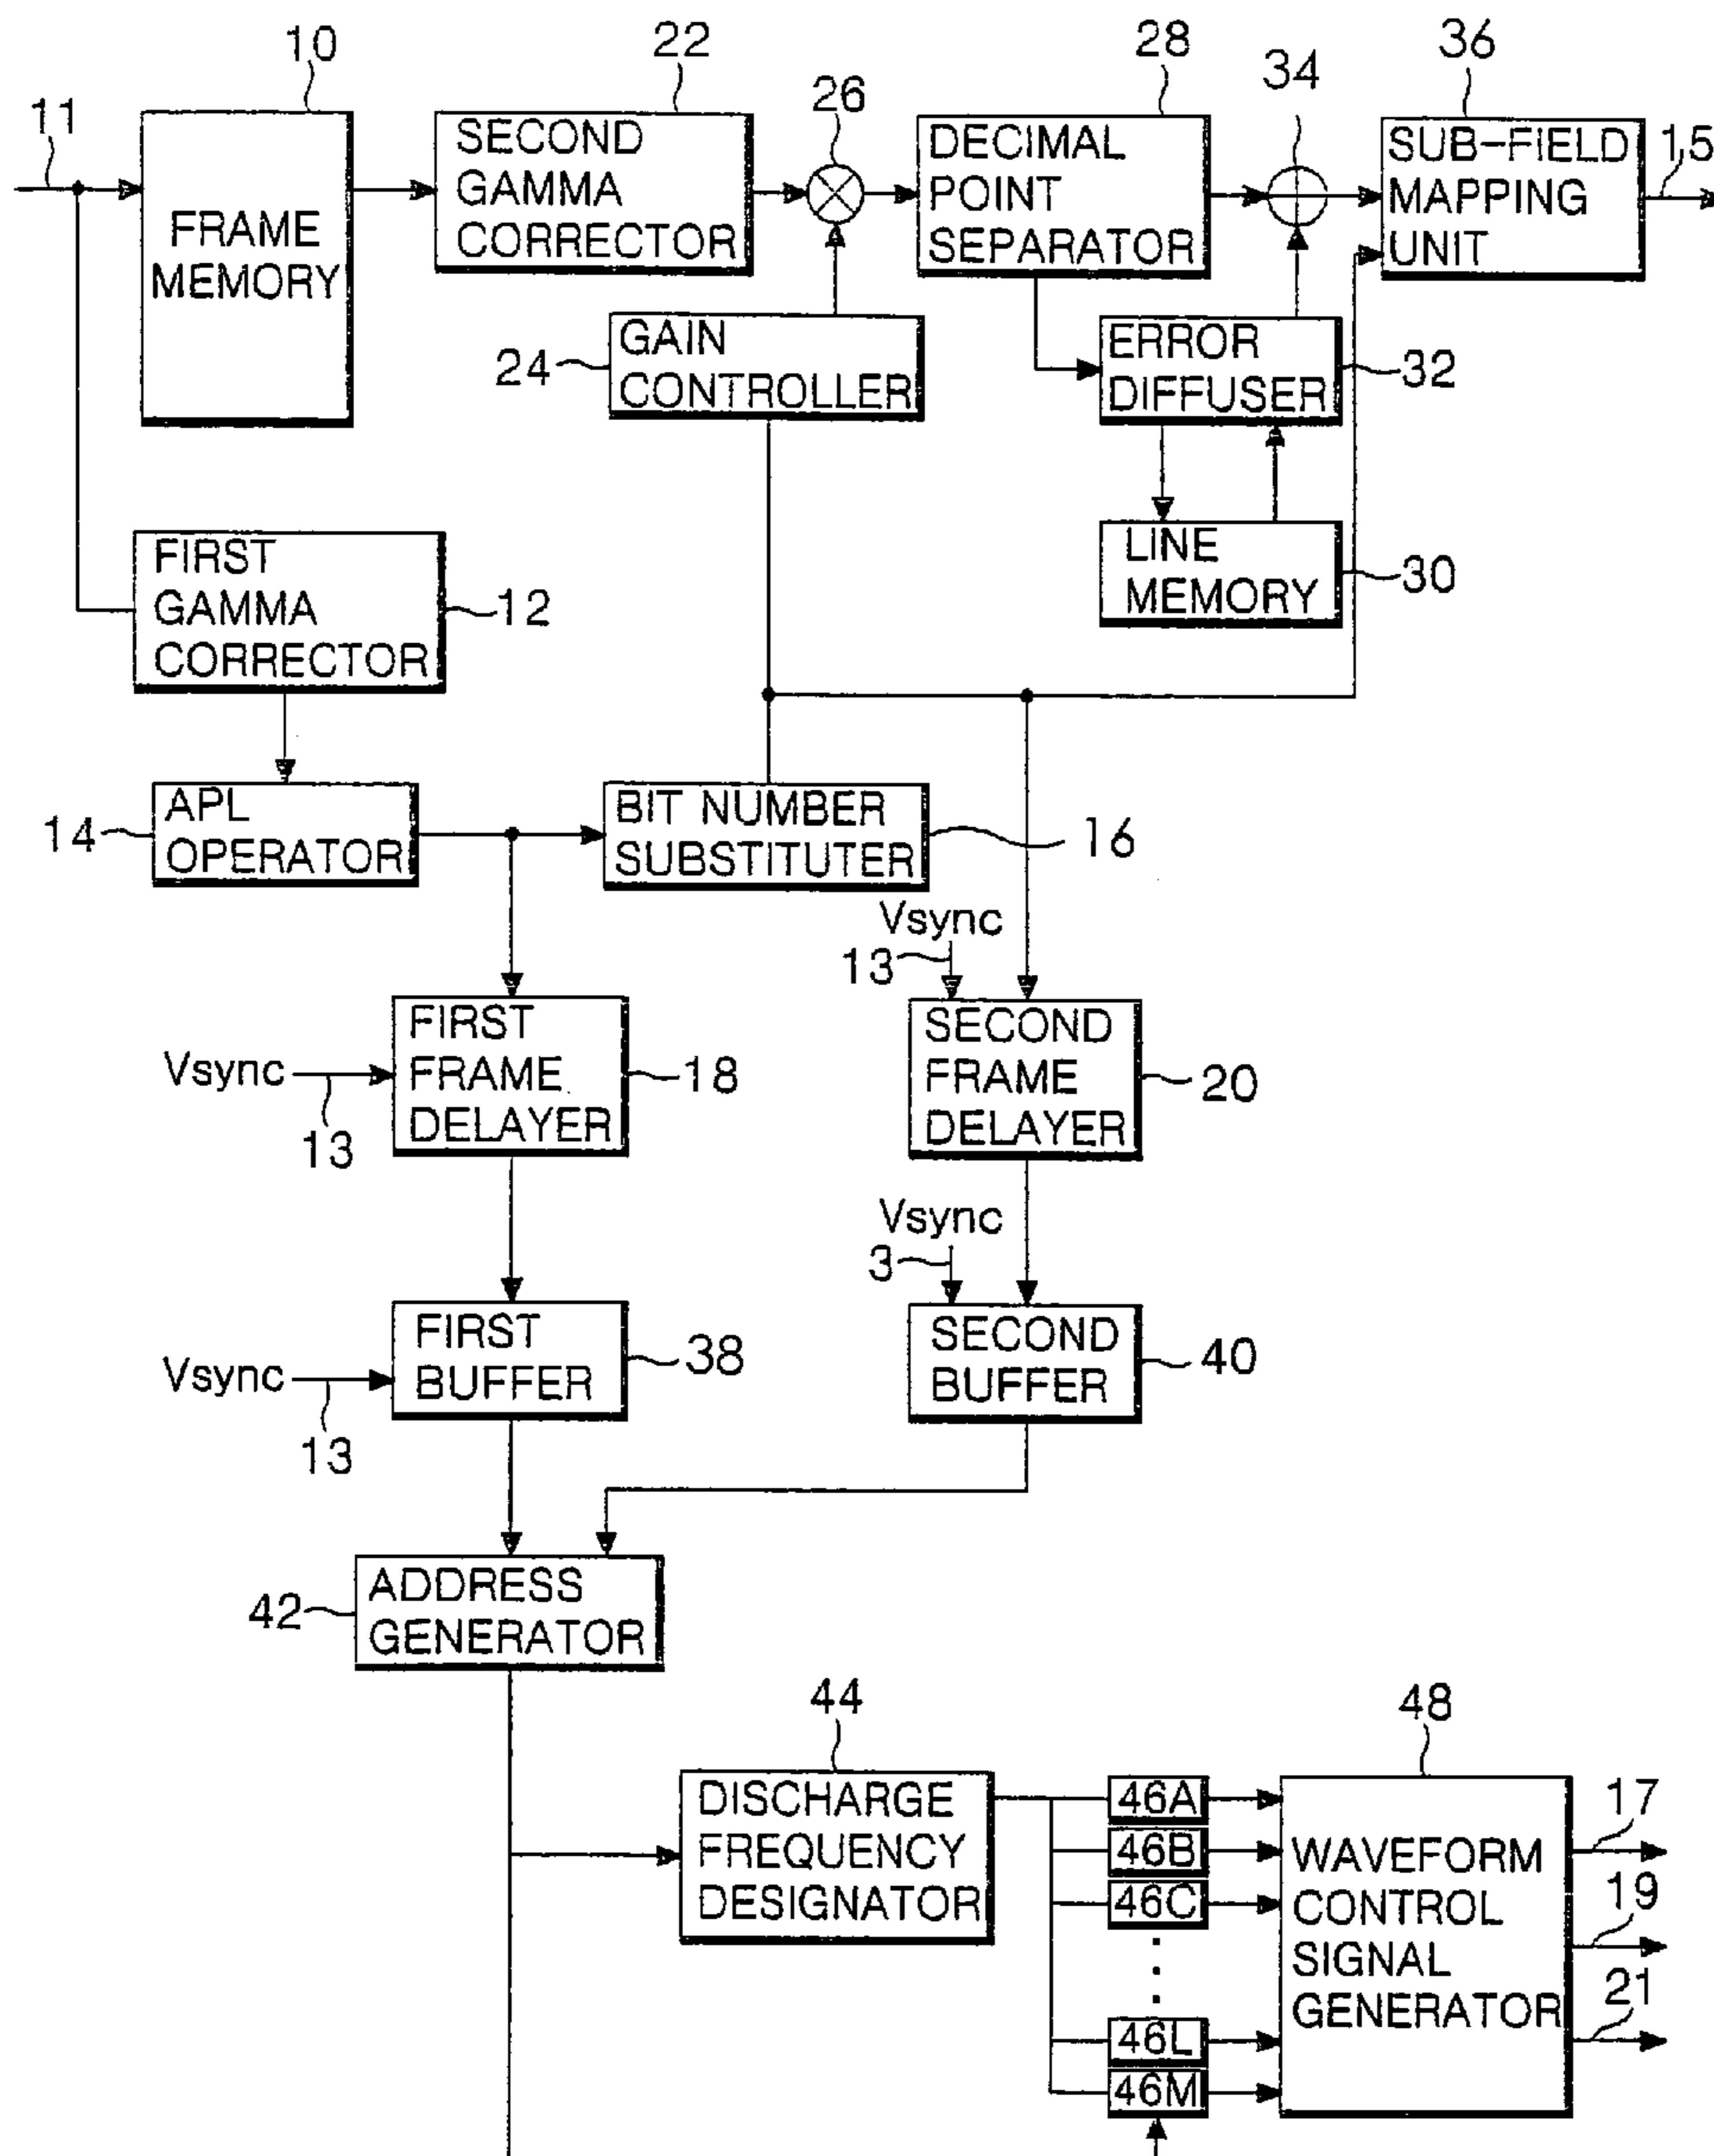 10
22
26
28
34
36
11
FRAME
MEMORY
SECOND
GAMMA
CORRECTOR
DECIMAL
POINT
SEPARATOR
SUB-FIELD
MAPPING
UNIT
15
24
GAIN
CONTROLLER
ERROR
DIFFUSER
32
LINE
MEMORY
30
FIRST
GAMMA
CORRECTOR
12
14
APL
OPERATOR
BIT NUMBER
SUBSTITUTER
16
Vsync
13
Vsync
13
FIRST
FRAME
DELAYER
18
SECOND
FRAME
DELAYER
20
Vsync
3
Vsync
13
FIRST
BUFFER
38
SECOND
BUFFER
40
42
ADDRESS
GENERATOR
44
48
DISCHARGE
FREQUENCY
DESIGNATOR
46A
46B
46C
46L
46M
WAVEFORM
CONTROL
SIGNAL
GENERATOR
17
19
21